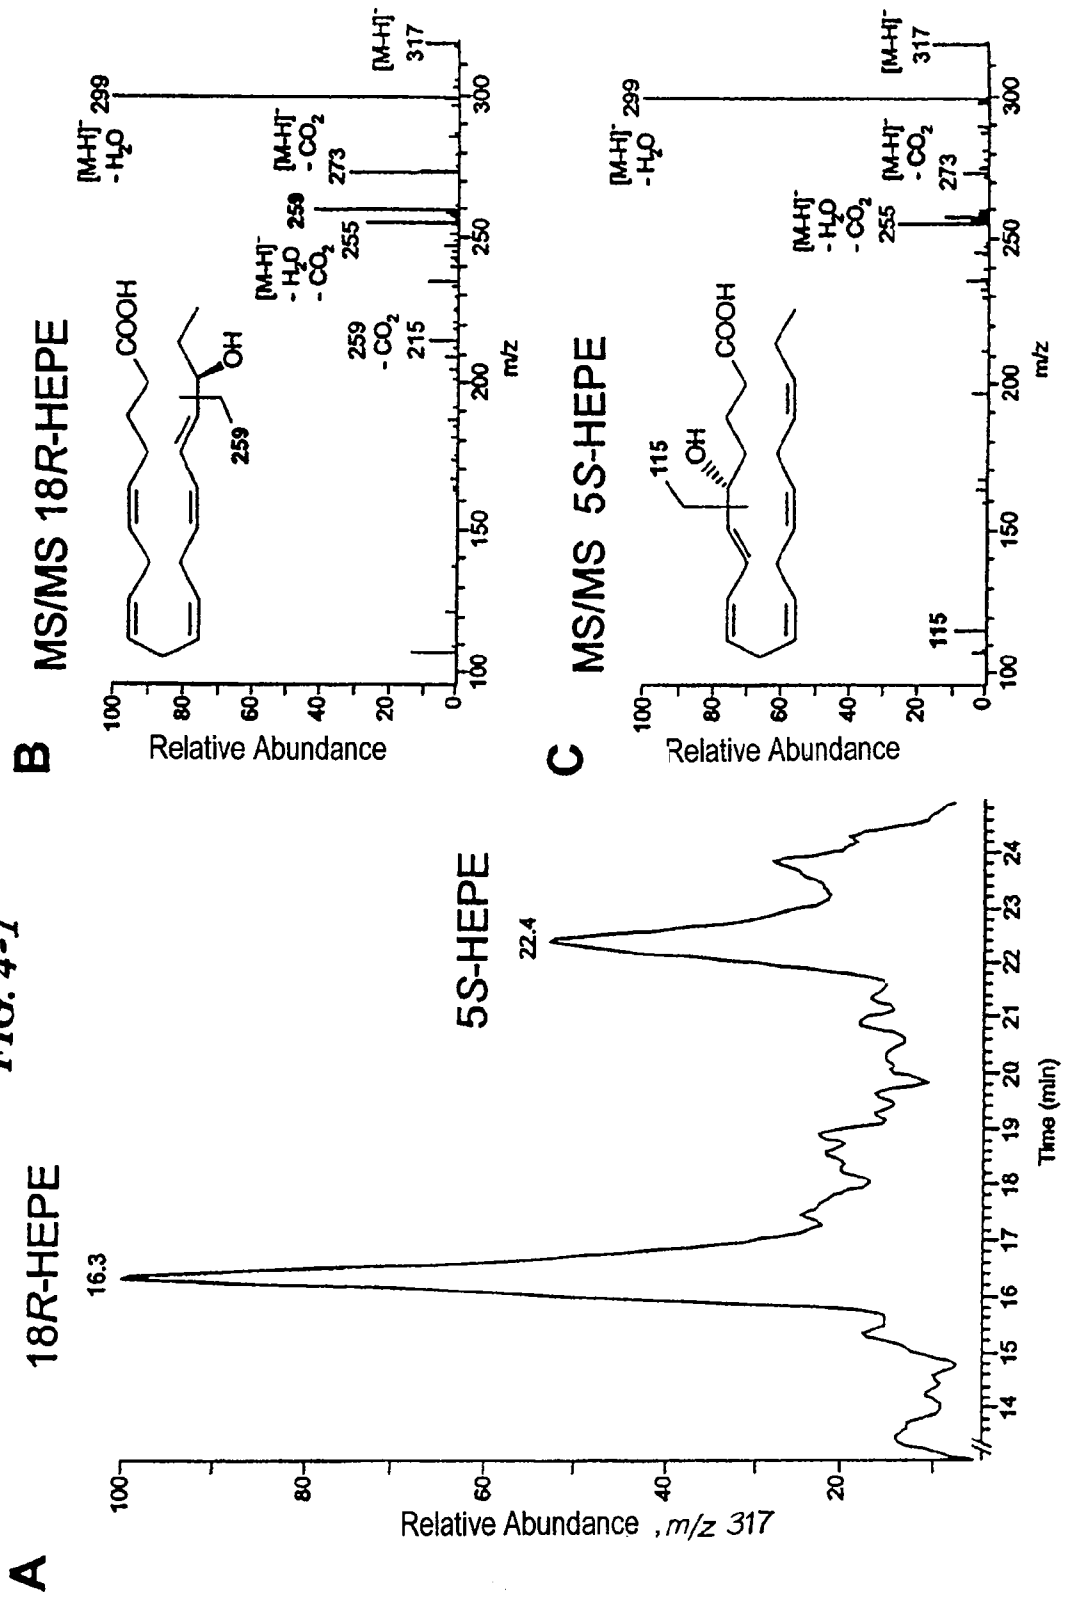 FIG. 4-1
A
18R-HEPE
16.3
5S-HEPE
22.4
100
80
60
40
20
Relative Abundance , m/z 317
14
15
16
17
18
19
20
21
22
23
24
Time (min)
B
MS/MS 18R-HEPE
100
80
60
40
20
0
Relative Abundance
COOH
OH
259
[M-H]-
- H2O
299
[M-H]-
- CO2
273
259
[M-H]-
- H2O
- CO2
255
259
- CO2
215
[M-H]-
317
100
150
200
250
300
m/z
C
MS/MS 5S-HEPE
100
80
60
40
20
0
Relative Abundance
115
OH
COOH
[M-H]-
- H2O
299
[M-H]-
- H2O
- CO2
255
[M-H]-
- CO2
273
[M-H]-
317
115
100
150
200
250
300
m/z